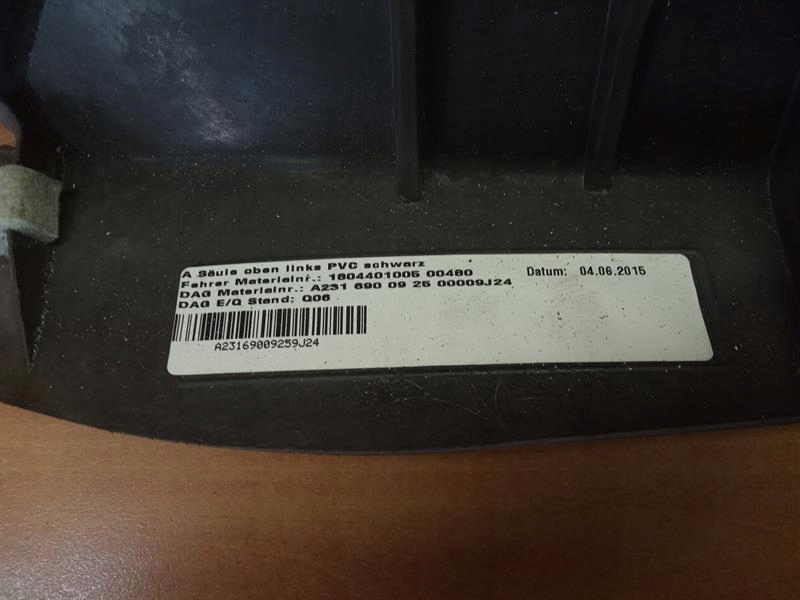 A Säule oben links PVC schwarz
Fehrer Materialnr.: 1804401005 00480
Datum: 04.06.2015
DAG Materialnr.: A231 690 09 25 00009J24
DAG E/Q Stand: Q06
A23169009259J24